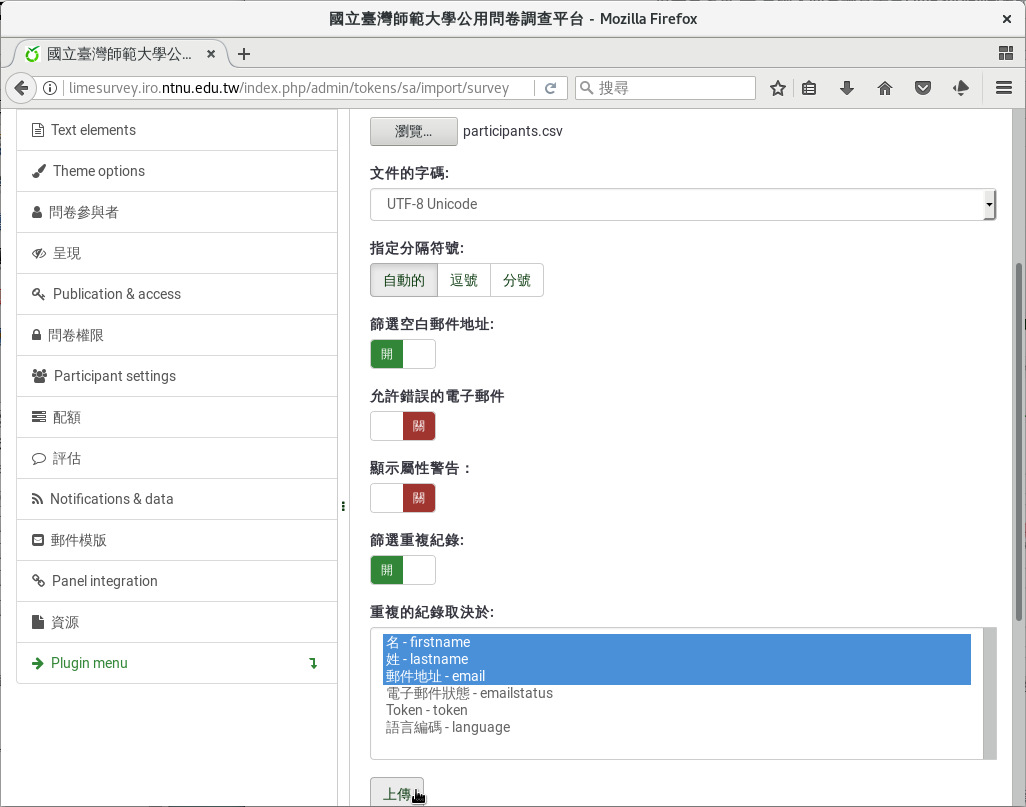 國立臺灣師範大學公用問卷調查平台 - Mozilla Firefox
國立臺灣師範大學公...
limesurvey.iro.ntnu.edu.tw/index.php/admin/tokens/sa/import/survey
搜尋
Text elements
Theme options
問卷參與者
呈現
Publication & access
問卷權限
Participant settings
配額
評估
Notifications & data
郵件模版
Panel integration
資源
Plugin menu
瀏覽... participants.csv
文件的字碼:
UTF-8 Unicode
指定分隔符號:
自動的 逗號 分號
篩選空白郵件地址:
開
允許錯誤的電子郵件
關
顯示屬性警告：
關
篩選重複紀錄:
開
重複的紀錄取決於:
名 - firstname
姓 - lastname
郵件地址 - email
電子郵件狀態 - emailstatus
Token - token
語言編碼 - language
上傳